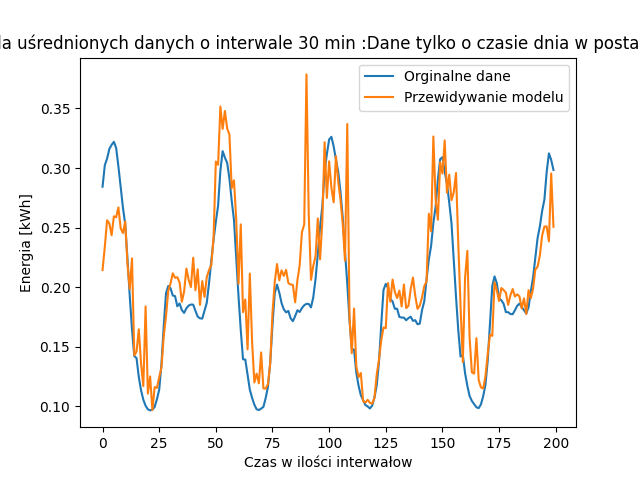 la uśrednionych danych o interwale 30 min :Dane tylko o czasie dnia w posta
Orginalne dane
Przewidywanie modelu
Energia [kWh]
0.35
0.30
0.25
0.20
0.15
0.10
0 25 50 75 100 125 150 175 200
Czas w ilości interwałow